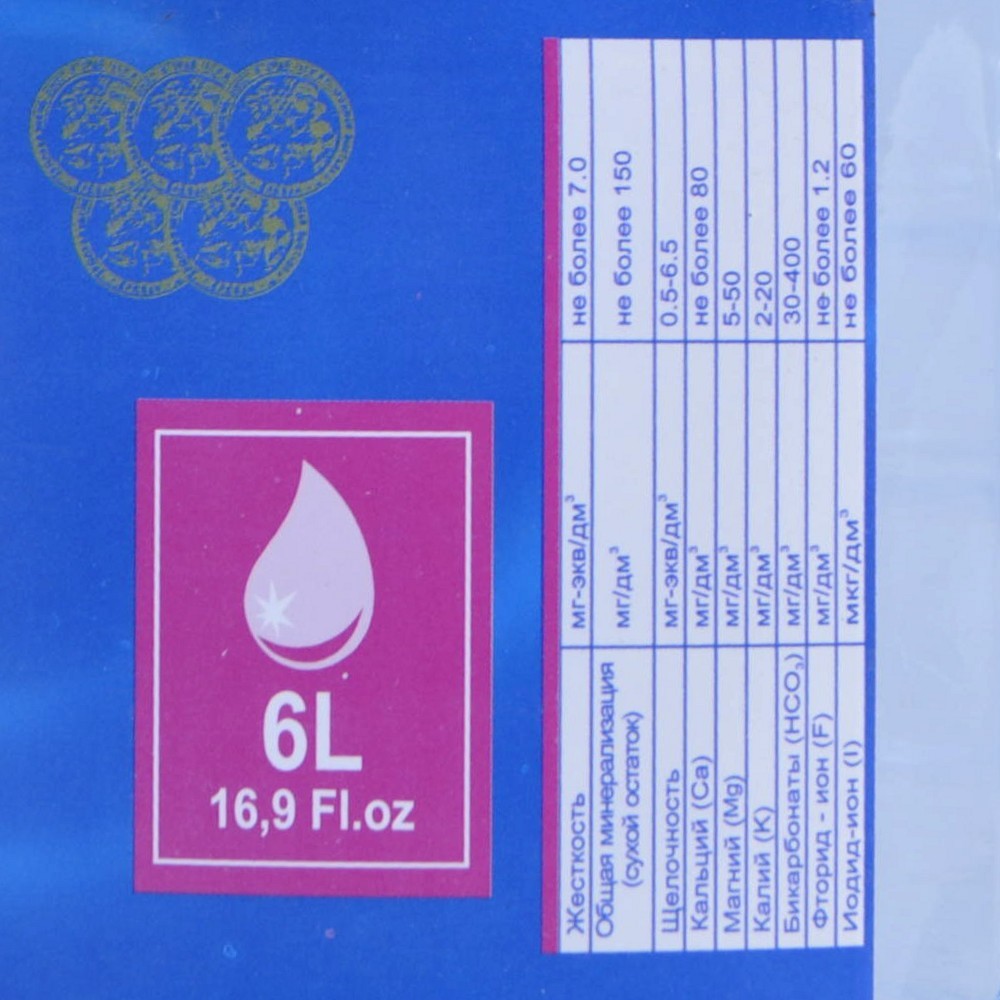 6L
16,9 Fl.oz
Жесткость мг-экв/дм³ не более 7.0
Общая минерализация
(сухой остаток) мг/дм³ не более 150
Щелочность мг-экв/дм³ 0.5-6.5
Кальций (Ca) мг/дм³ не более 80
Магний (Mg) мг/дм³ 5-50
Калий (K) мг/дм³ 2-20
Бикарбонаты (HCO₃) мг/дм³ 30-400
Фторид - ион (F) мг/дм³ не более 1.2
Иодид-ион (I) мкг/дм³ не более 60